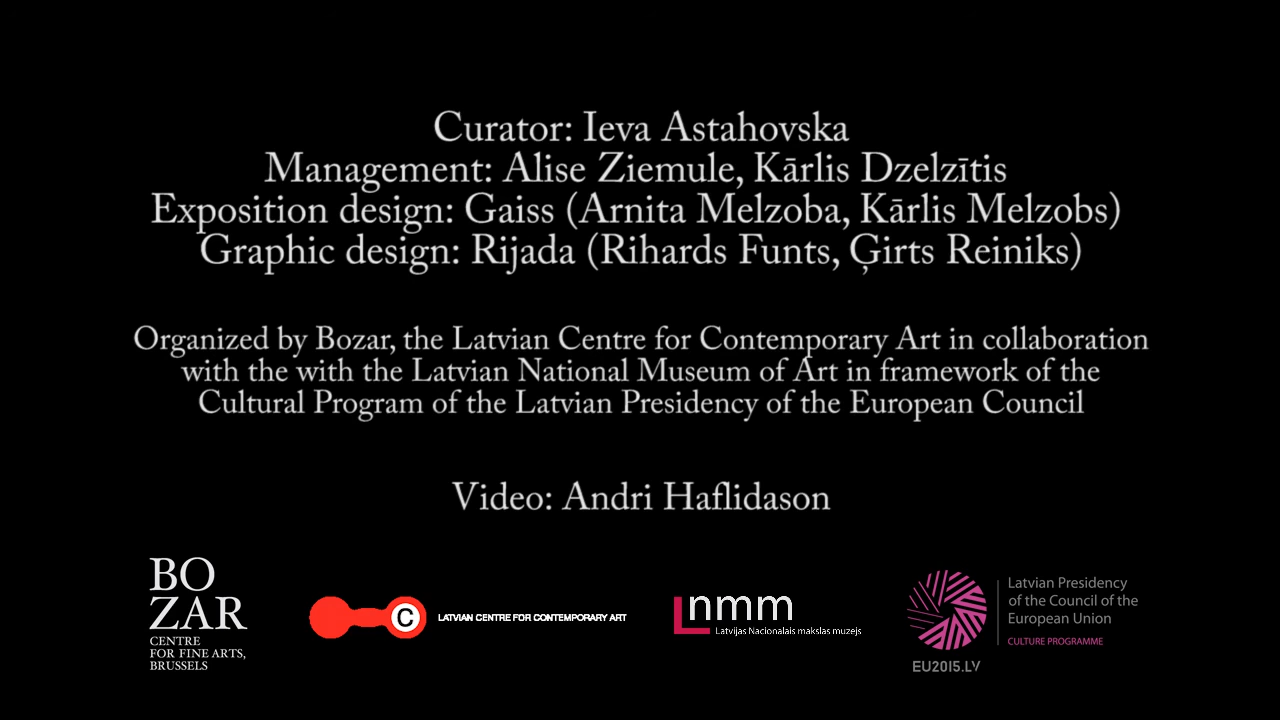 Curator: Ieva Astahovska
Management: Alise Ziemule, Kārlis Dzelzītis
Exposition design: Gaiss (Arnita Melzoba, Kārlis Melzobs)
Graphic design: Rijada (Rihards Funts, Ģirts Reiniks)
Organized by Bozar, the Latvian Centre for Contemporary Art in collaboration
with the with the Latvian National Museum of Art in framework of the
Cultural Program of the Latvian Presidency of the European Council
Video: Andri Haflidason
BO
ZAR
CENTRE
FOR FINE ARTS,
BRUSSELS
C LATVIAN CENTRE FOR CONTEMPORARY ART
lnmm
Latvijas Nacionalais makslas muzejs
Latvian Presidency
of the Council of the
European Union
CULTURE PROGRAMME
EU2015.LV